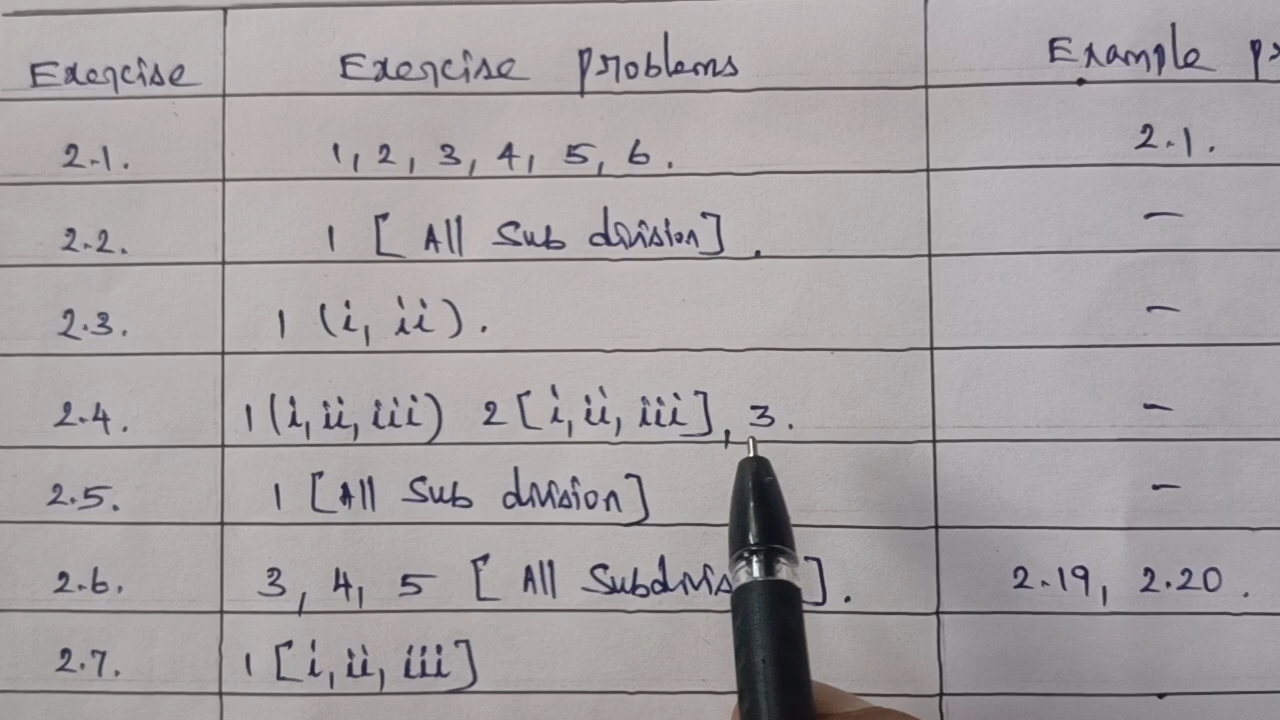 Exercise Exercise problems Example
2.1. 1, 2, 3, 4, 5, 6. 2.1.
2.2. 1 [ All Sub division] . –
2.3. 1 (i, ii). –
2.4. 1(i, ii, iii) 2[i, ii, iii], 3. –
2.5. 1 [All Sub division] –
2.6. 3, 4, 5 [ All ]. 2.19, 2.20.
2.7. 1 [i, ii, iii]